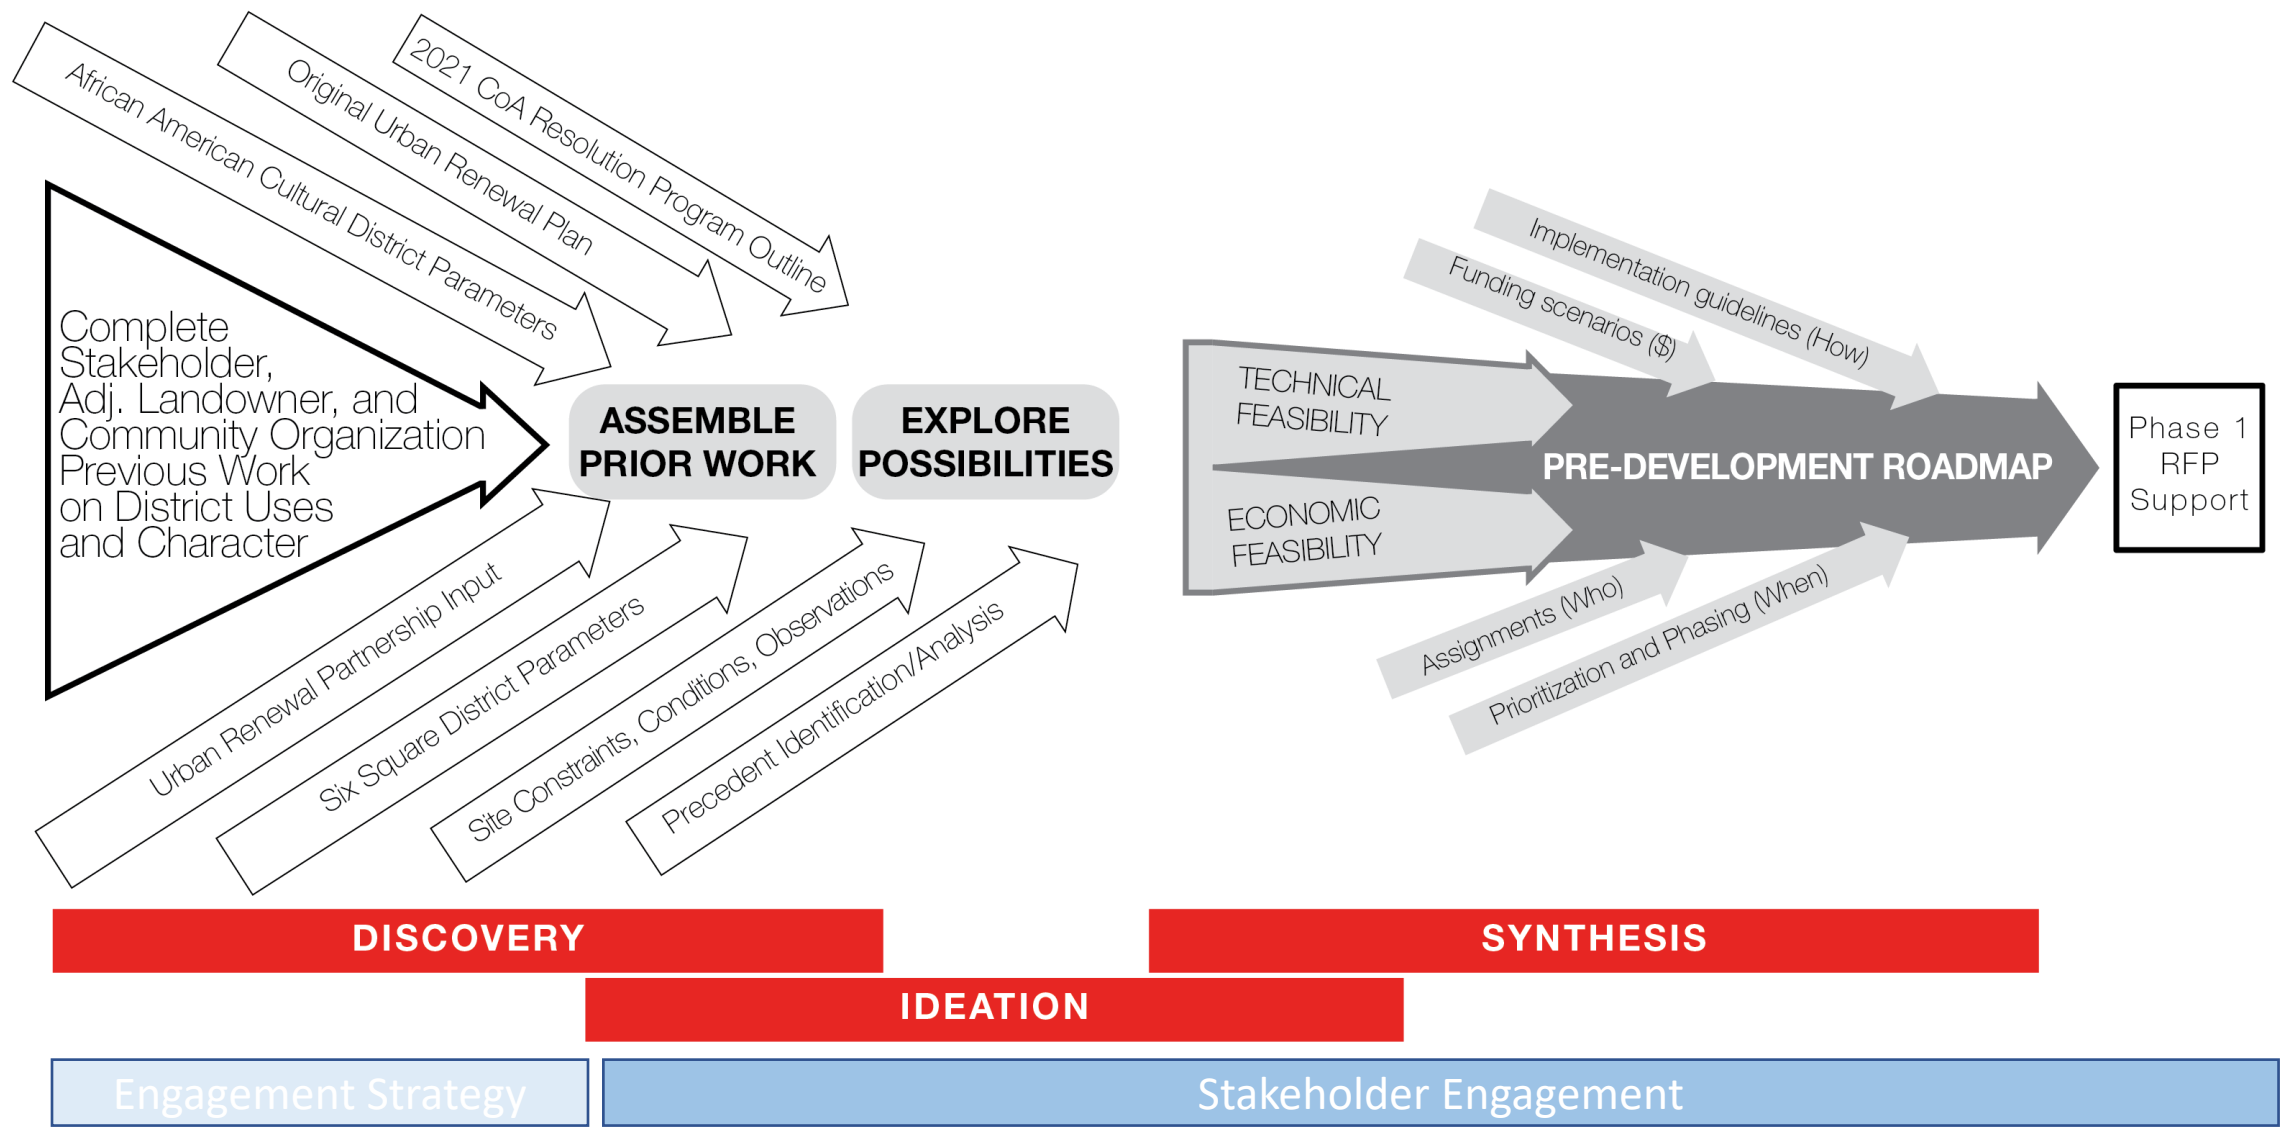 2021 CoA Resolution Program Outline
Original Urban Renewal Plan
African American Cultural District Parameters
Complete
Stakeholder,
Adj. Landowner, and
Community Organization
Previous Work
on District Uses
and Character
ASSEMBLE
PRIOR WORK
EXPLORE
POSSIBILITIES
Urban Renewal Partnership Input
Six Square District Parameters
Site Constraints, Conditions, Observations
Precedent Identification/Analysis
Implementation guidelines (How)
Funding scenarios ($)
TECHNICAL
FEASIBILITY
ECONOMIC
FEASIBILITY
PRE-DEVELOPMENT ROADMAP
Assignments (Who)
Prioritization and Phasing (When)
Phase 1
RFP
Support
DISCOVERY
SYNTHESIS
IDEATION
Engagement Strategy
Stakeholder Engagement